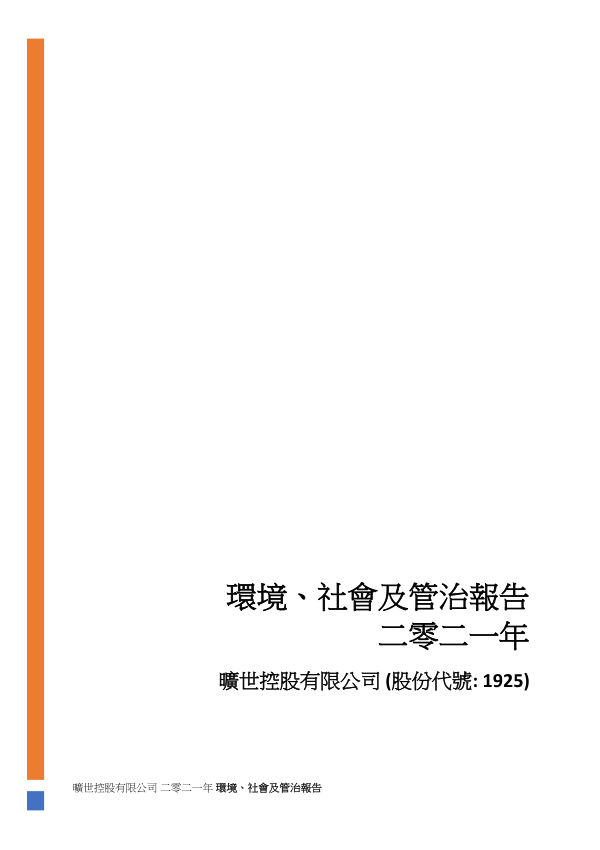 環境、社會及管治報告
二零二一年
曠世控股有限公司 (股份代號: 1925)
曠世控股有限公司 二零二一年 環境、社會及管治報告